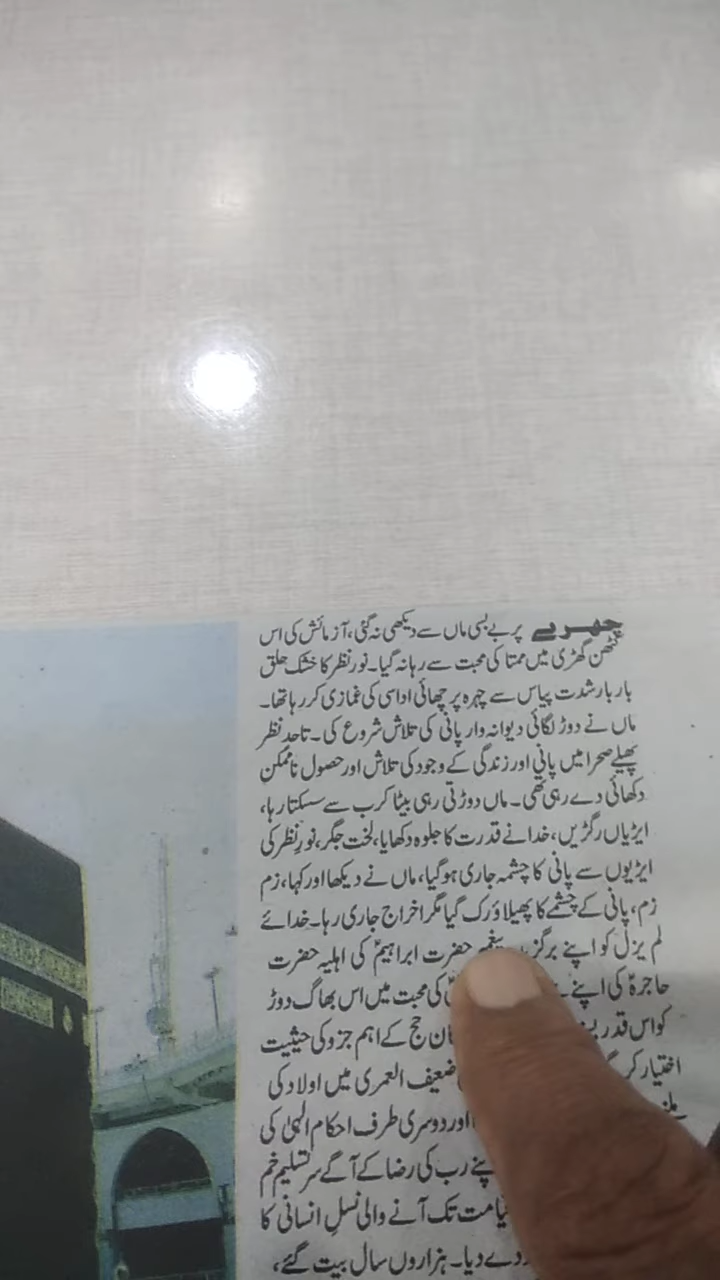 چہرے پر بے بسی ماں سے دیکھی نہ گئی، آزمائش کی اس
کٹھن گھڑی میں ممتا کی محبت سے رہا نہ گیا۔ نور نظر کا خشک حلق
بار بار شدت پیاس سے چہرہ پر چھائی اداسی کی غمازی کر رہا تھا۔
ماں نے دوڑ لگائی دیوانہ وار پانی کی تلاش شروع کی۔ تاحد نظر
پھیلے صحرا میں پانی اور زندگی کے وجود کی تلاش اور حصول ناممکن
دکھائی دے رہی تھی۔ ماں دوڑتی رہی بیٹا کرب سے سسکتا رہا،
ایڑیاں رگڑیں، خدا نے قدرت کا جلوہ دکھایا، لخت جگر، نورِ نظر کی
ایڑیوں سے پانی کا چشمہ جاری ہو گیا، ماں نے دیکھا اور کہا، زم
زم، پانی کے چشمے کا پھیلاؤ رک گیا مگر اخراج جاری رہا۔ خدائے
لم یزل کو اپنے حضرت ابراہیمؑ کی اہلیہ حضرت
حاجرہؑ کی اپنے کی محبت میں اس بھاگ دوڑ
کو اس قدر حج کے اہم جزو کی حیثیت
اختیار کر ضعیف العمری میں اولاد کی
اور دوسری طرف احکام الٰہی کی
رب کی رضا کے آگے سر تسلیم خم
تک آنے والی نسلِ انسانی کا
دے دیا۔ ہزاروں سال بیت گئے،